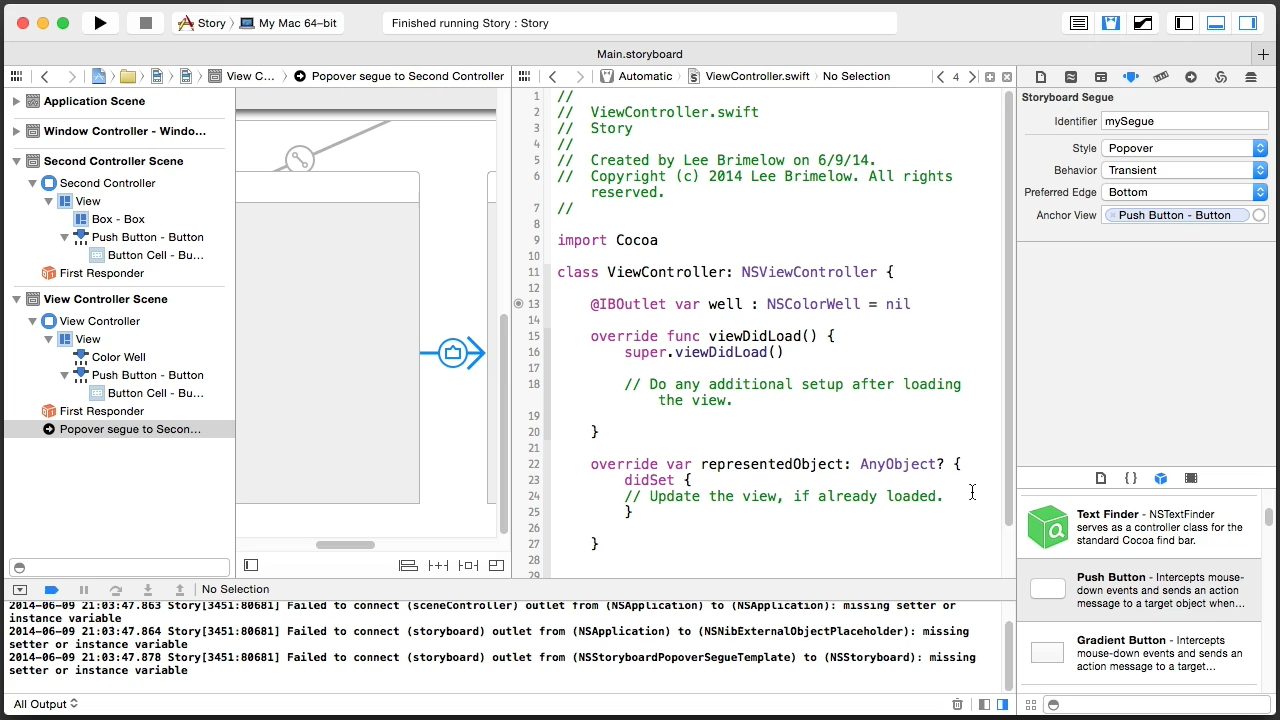 Story
My Mac 64-bit
Finished running Story : Story
Main.storyboard
View C...
Popover segue to Second Controller
Automatic
ViewController.swift
No Selection
4
Application Scene
Window Controller - Windo...
Second Controller Scene
Second Controller
View
Box - Box
Push Button - Button
Button Cell - Bu...
First Responder
View Controller Scene
View Controller
View
Color Well
Push Button - Button
Button Cell - Bu...
First Responder
Popover segue to Secon...
1 //
2 // ViewController.swift
3 // Story
4 //
5 // Created by Lee Brimelow on 6/9/14.
6 // Copyright (c) 2014 Lee Brimelow. All rights
reserved.
7 //
8
9 import Cocoa
10
11 class ViewController: NSViewController {
12
13 @IBOutlet var well : NSColorWell = nil
14
15 override func viewDidLoad() {
16 super.viewDidLoad()
17
18 // Do any additional setup after loading
the view.
19
20 }
21
22 override var representedObject: AnyObject? {
23 didSet {
24 // Update the view, if already loaded.
25 }
26
27 }
28
29
Storyboard Segue
Identifier mySegue
Style Popover
Behavior Transient
Preferred Edge Bottom
Anchor View Push Button - Button
{ }
Text Finder - NSTextFinder
serves as a controller class for the
standard Cocoa find bar.
Push Button - Intercepts mouse-
down events and sends an action
message to a target object when...
Gradient Button - Intercepts
mouse-down events and sends an
action message to a target...
No Selection
2014-06-09 21:03:47.863 Story[3451:80681] Failed to connect (sceneController) outlet from (NSApplication) to (NSApplication): missing setter or
instance variable
2014-06-09 21:03:47.864 Story[3451:80681] Failed to connect (storyboard) outlet from (NSApplication) to (NSNibExternalObjectPlaceholder): missing
setter or instance variable
2014-06-09 21:03:47.878 Story[3451:80681] Failed to connect (storyboard) outlet from (NSStoryboardPopoverSegueTemplate) to (NSStoryboard): missing
setter or instance variable
All Output